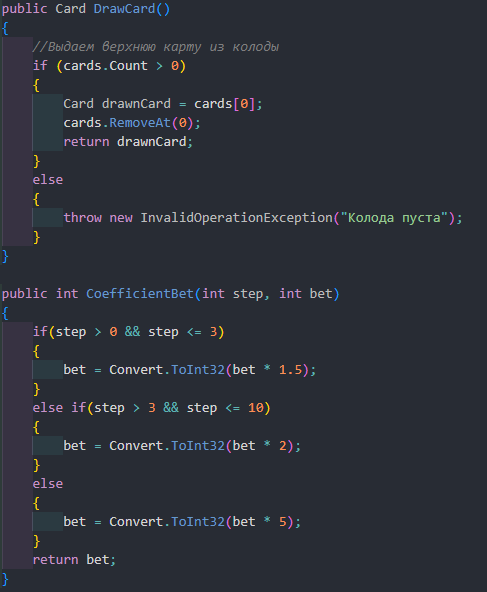 public Card DrawCard()
{
    //Выдаем верхнюю карту из колоды
    if (cards.Count > 0)
    {
        Card drawnCard = cards[0];
        cards.RemoveAt(0);
        return drawnCard;
    }
    else
    {
        throw new InvalidOperationException("Колода пуста");
    }
}

public int CoefficientBet(int step, int bet)
{
    if(step > 0 && step <= 3)
    {
        bet = Convert.ToInt32(bet * 1.5);
    }
    else if(step > 3 && step <= 10)
    {
        bet = Convert.ToInt32(bet * 2);
    }
    else
    {
        bet = Convert.ToInt32(bet * 5);
    }
    return bet;
}